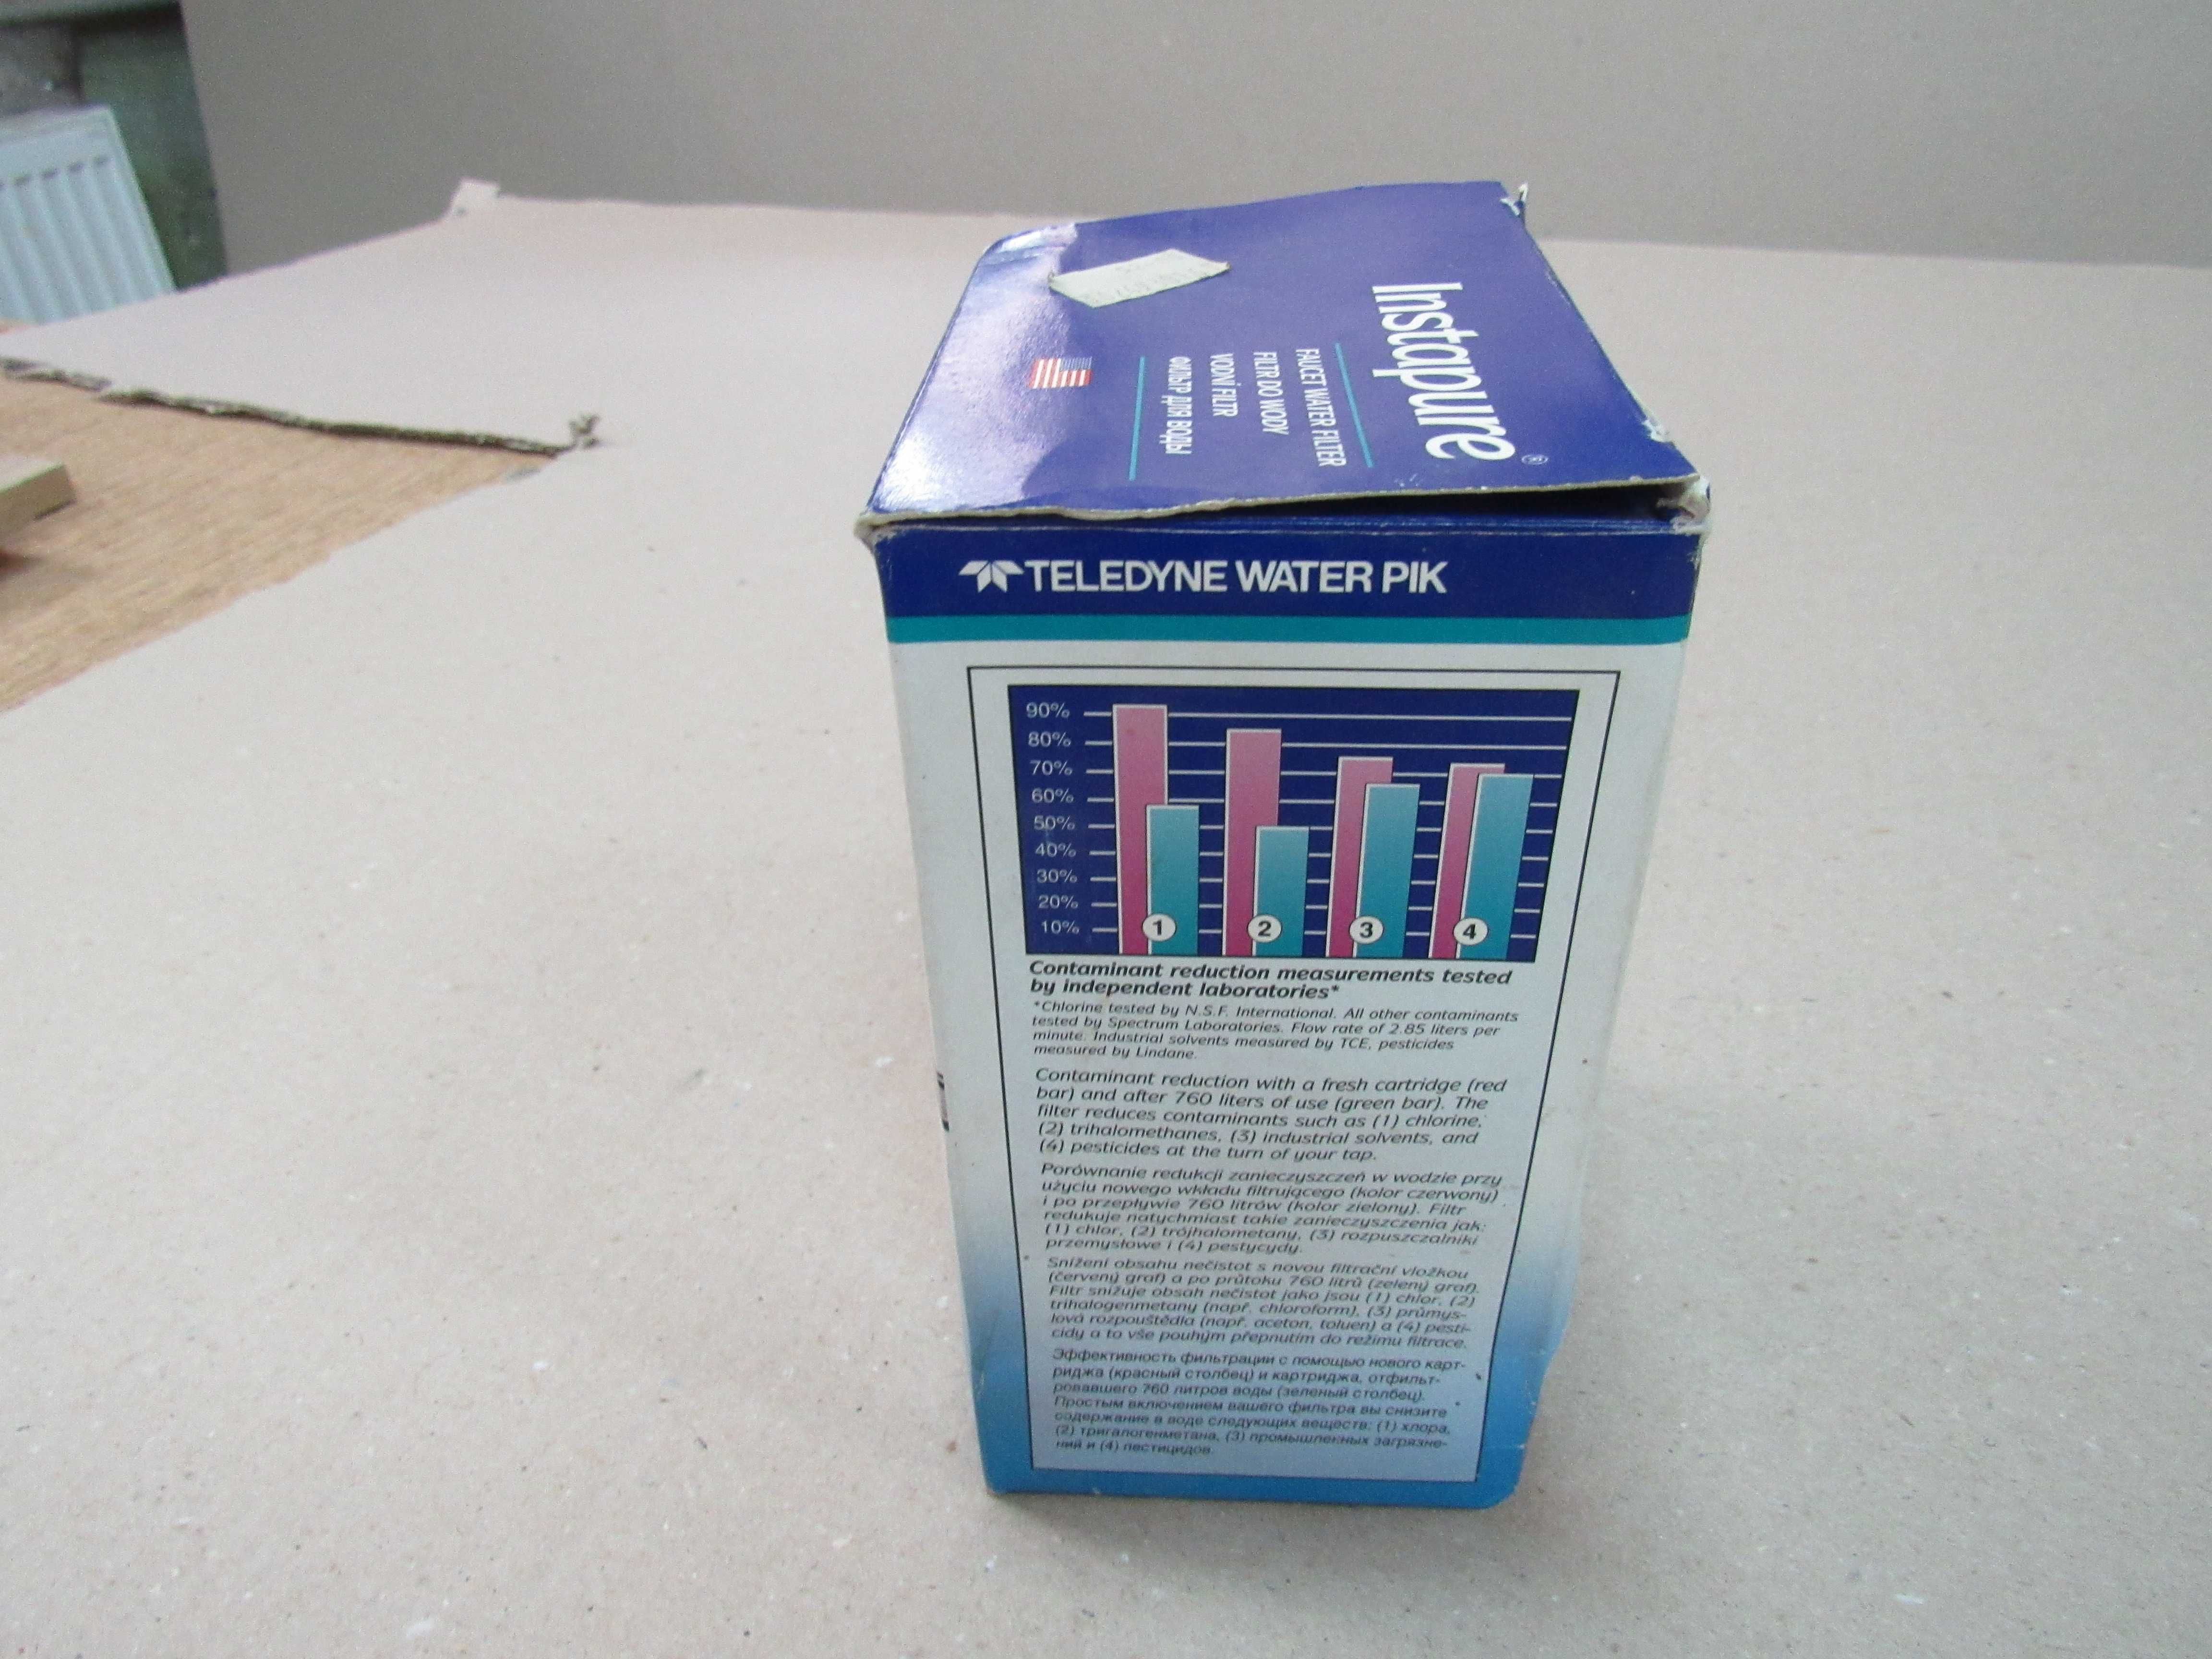 Instapure®
FAUCET WATER FILTER
FILTR DO WODY
VODNÍ FILTR
ФИЛЬТР ДЛЯ ВОДЫ
TELEDYNE WATER PIK
90%
80%
70%
60%
50%
40%
30%
20%
10%
1 2 3 4
Contaminant reduction measurements tested
by independent laboratories*
*Chlorine tested by N.S.F. International. All other contaminants
tested by Spectrum Laboratories. Flow rate of 2.85 liters per
minute. Industrial solvents measured by TCE, pesticides
measured by Lindane.
Contaminant reduction with a fresh cartridge (red
bar) and after 760 liters of use (green bar). The
filter reduces contaminants such as (1) chlorine,
(2) trihalomethanes, (3) industrial solvents, and
(4) pesticides at the turn of your tap.
Porównanie redukcji zanieczyszczeń w wodzie przy
użyciu nowego wkładu filtrującego (kolor czerwony)
i po przepływie 760 litrów (kolor zielony). Filtr
redukuje natychmiast takie zanieczyszczenia jak:
(1) chlor, (2) trójhalometany, (3) rozpuszczalniki
przemysłowe i (4) pestycydy.
Snížení obsahu nečistot s novou filtrační vložkou
(červený graf) a po průtoku 760 litrů (zelený graf).
Filtr snižuje obsah nečistot jako jsou (1) chlor, (2)
trihalogenmetany (např. chloroform), (3) průmys-
lová rozpouštědla (např. aceton, toluen) a (4) pesti-
cidy a to vše pouhým přepnutím do režimu filtrace.
Эффективность фильтрации с помощью нового карт-
риджа (красный столбец) и картриджа, отфильт-
ровавшего 760 литров воды (зеленый столбец).
Простым включением вашего фильтра вы снизите
содержание в воде следующих веществ: (1) хлора,
(2) тригалогенметана, (3) промышленных загрязне-
ний и (4) пестицидов.